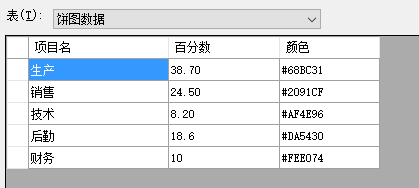 表(T): 饼图数据
项目名 百分数 颜色
生产 38.70 #68BC31
销售 24.50 #2091CF
技术 8.20 #AF4E96
后勤 18.6 #DA5430
财务 10 #FEE074